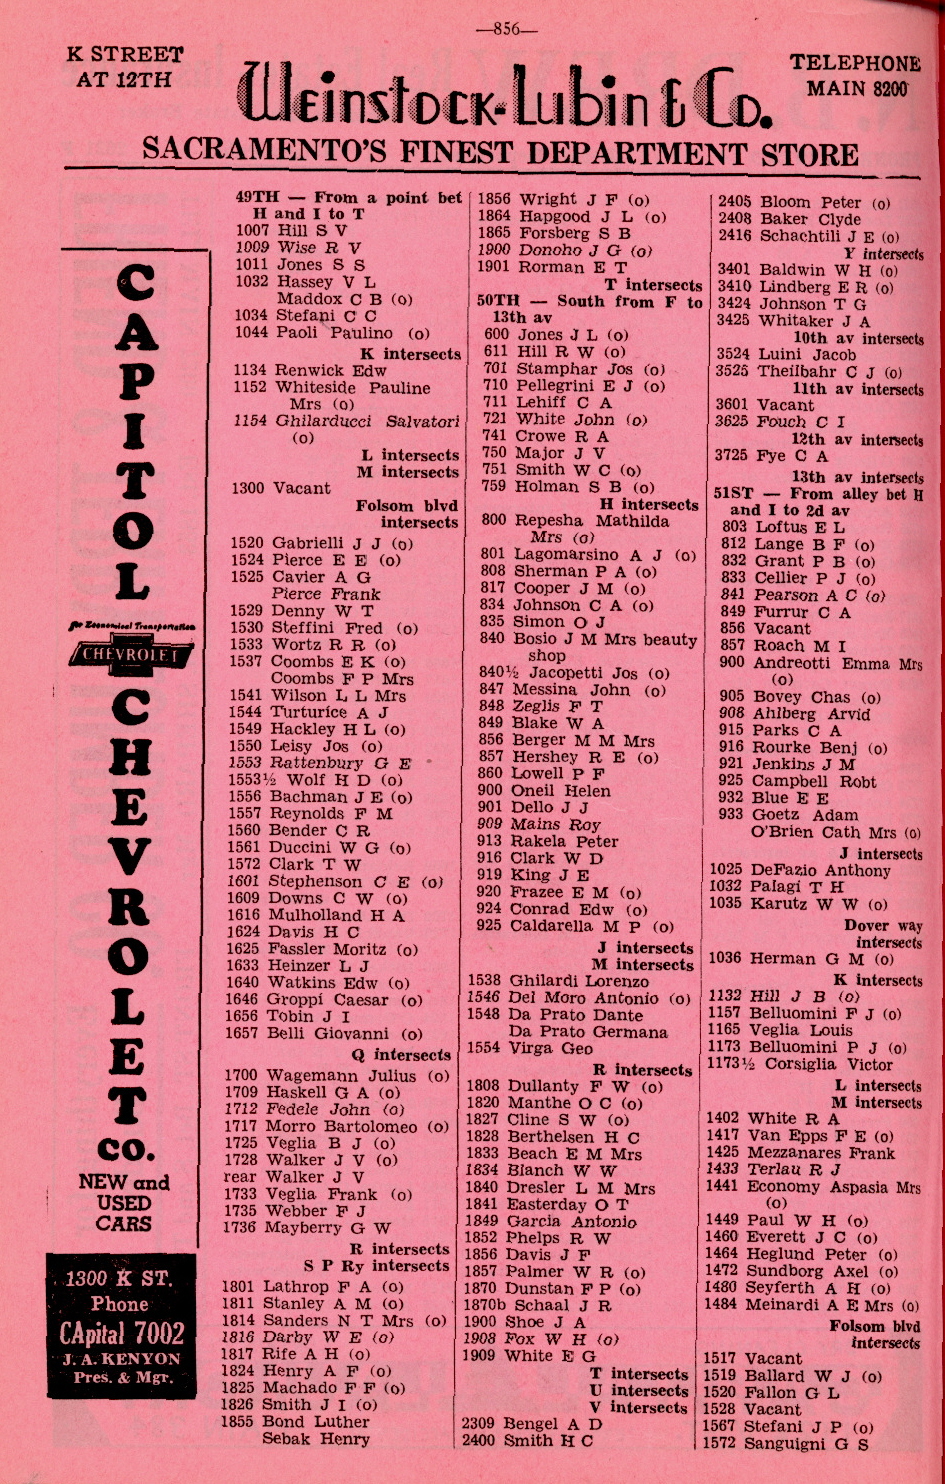 —856—
K STREET
AT 12TH
Weinstock-Lubin & Co.
TELEPHONE
MAIN 8200
SACRAMENTO'S FINEST DEPARTMENT STORE
CAPITOL
for Economical Transportation
CHEVROLET
CHEVROLET
CO.
NEW and
USED
CARS
1300 K ST.
Phone
CApital 7002
J. A. KENYON
Pres. & Mgr.
49TH — From a point bet
H and I to T
1007 Hill S V
1009 Wise R V
1011 Jones S S
1032 Hassey V L
Maddox C B (o)
1034 Stefani C C
1044 Paoli Paulino (o)
K intersects
1134 Renwick Edw
1152 Whiteside Pauline
Mrs (o)
1154 Ghilarducci Salvatori
(o)
L intersects
M intersects
1300 Vacant
Folsom blvd
intersects
1520 Gabrielli J J (o)
1524 Pierce E E (o)
1525 Cavier A G
Pierce Frank
1529 Denny W T
1530 Steffini Fred (o)
1533 Wortz R R (o)
1537 Coombs E K (o)
Coombs F P Mrs
1541 Wilson L L Mrs
1544 Turturice A J
1549 Hackley H L (o)
1550 Leisy Jos (o)
1553 Rattenbury G E
1553½ Wolf H D (o)
1556 Bachman J E (o)
1557 Reynolds F M
1560 Bender C R
1561 Duccini W G (o)
1572 Clark T W
1601 Stephenson C E (o)
1609 Downs C W (o)
1616 Mulholland H A
1624 Davis H C
1625 Fassler Moritz (o)
1633 Heinzer L J
1640 Watkins Edw (o)
1646 Groppi Caesar (o)
1656 Tobin J I
1657 Belli Giovanni (o)
Q intersects
1700 Wagemann Julius (o)
1709 Haskell G A (o)
1712 Fedele John (o)
1717 Morro Bartolomeo (o)
1725 Veglia B J (o)
1728 Walker J V (o)
rear Walker J V
1733 Veglia Frank (o)
1735 Webber F J
1736 Mayberry G W
R intersects
S P Ry intersects
1801 Lathrop F A (o)
1811 Stanley A M (o)
1814 Sanders N T Mrs (o)
1816 Darby W E (o)
1817 Rife A H (o)
1824 Henry A F (o)
1825 Machado F F (o)
1826 Smith J I (o)
1855 Bond Luther
Sebak Henry
1856 Wright J F (o)
1864 Hapgood J L (o)
1865 Forsberg S B
1900 Donoho J G (o)
1901 Rorman E T
T intersects
50TH — South from F to
13th av
600 Jones J L (o)
611 Hill R W (o)
701 Stamphar Jos (o)
710 Pellegrini E J (o)
711 Lehiff C A
721 White John (o)
741 Crowe R A
750 Major J V
751 Smith W C (o)
759 Holman S B (o)
H intersects
800 Repesha Mathilda
Mrs (o)
801 Lagomarsino A J (o)
808 Sherman P A (o)
817 Cooper J M (o)
834 Johnson C A (o)
835 Simon O J
840 Bosio J M Mrs beauty
shop
840½ Jacopetti Jos (o)
847 Messina John (o)
848 Zeglis F T
849 Blake W A
856 Berger M M Mrs
857 Hershey R E (o)
860 Lowell P F
900 Oneil Helen
901 Dello J J
909 Mains Roy
913 Rakela Peter
916 Clark W D
919 King J E
920 Frazee E M (o)
924 Conrad Edw (o)
925 Caldarella M P (o)
J intersects
M intersects
1538 Ghilardi Lorenzo
1546 Del Moro Antonio (o)
1548 Da Prato Dante
Da Prato Germana
1554 Virga Geo
R intersects
1808 Dullanty F W (o)
1820 Manthe O C (o)
1827 Cline S W (o)
1828 Berthelsen H C
1833 Beach E M Mrs
1834 Blanch W W
1840 Dresler L M Mrs
1841 Easterday O T
1849 Garcia Antonio
1852 Phelps R W
1856 Davis J F
1857 Palmer W R (o)
1870 Dunstan F P (o)
1870b Schaal J R
1900 Shoe J A
1908 Fox W H (o)
1909 White E G
T intersects
U intersects
V intersects
2309 Bengel A D
2400 Smith H C
2405 Bloom Peter (o)
2408 Baker Clyde
2416 Schachtili J E (o)
Y intersects
3401 Baldwin W H (o)
3410 Lindberg E R (o)
3424 Johnson T G
3425 Whitaker J A
10th av intersects
3524 Luini Jacob
3525 Theilbahr C J (o)
11th av intersects
3601 Vacant
3625 Fouch C I
12th av intersects
3725 Fye C A
13th av intersects
51ST — From alley bet H
and I to 2d av
803 Loftus E L
812 Lange B F (o)
832 Grant P B (o)
833 Cellier P J (o)
841 Pearson A C (o)
849 Furrur C A
856 Vacant
857 Roach M I
900 Andreotti Emma Mrs
(o)
905 Bovey Chas (o)
908 Ahlberg Arvid
915 Parks C A
916 Rourke Benj (o)
921 Jenkins J M
925 Campbell Robt
932 Blue E E
933 Goetz Adam
O'Brien Cath Mrs (o)
J intersects
1025 DeFazio Anthony
1032 Palagi T H
1035 Karutz W W (o)
Dover way
intersects
1036 Herman G M (o)
K intersects
1132 Hill J B (o)
1157 Belluomini F J (o)
1165 Veglia Louis
1173 Belluomini P J (o)
1173½ Corsiglia Victor
L intersects
M intersects
1402 White R A
1417 Van Epps F E (o)
1425 Mezzanares Frank
1433 Terlau R J
1441 Economy Aspasia Mrs
(o)
1449 Paul W H (o)
1460 Everett J C (o)
1464 Heglund Peter (o)
1472 Sundborg Axel (o)
1480 Seyferth A H (o)
1484 Meinardi A E Mrs (o)
Folsom blvd
intersects
1517 Vacant
1519 Ballard W J (o)
1520 Fallon G L
1528 Vacant
1567 Stefani J P (o)
1572 Sanguigni G S